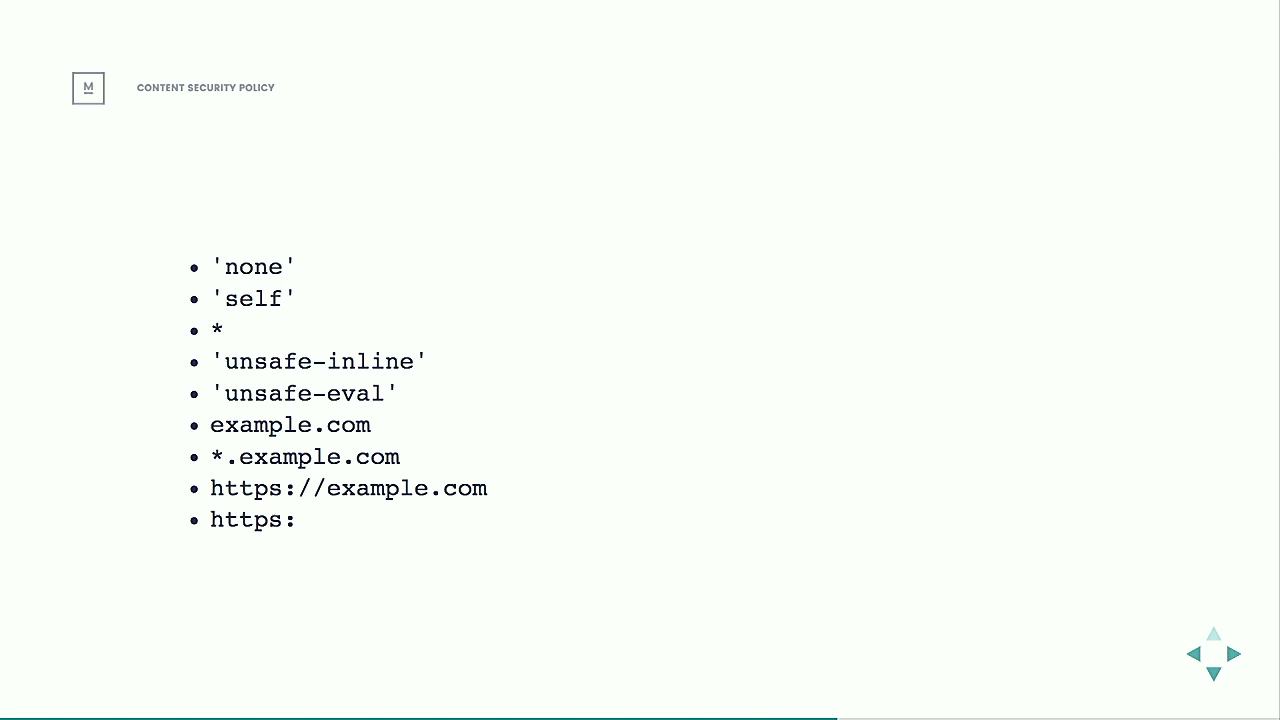 M
CONTENT SECURITY POLICY
'none'
'self'
*
'unsafe-inline'
'unsafe-eval'
example.com
*.example.com
https://example.com
https: